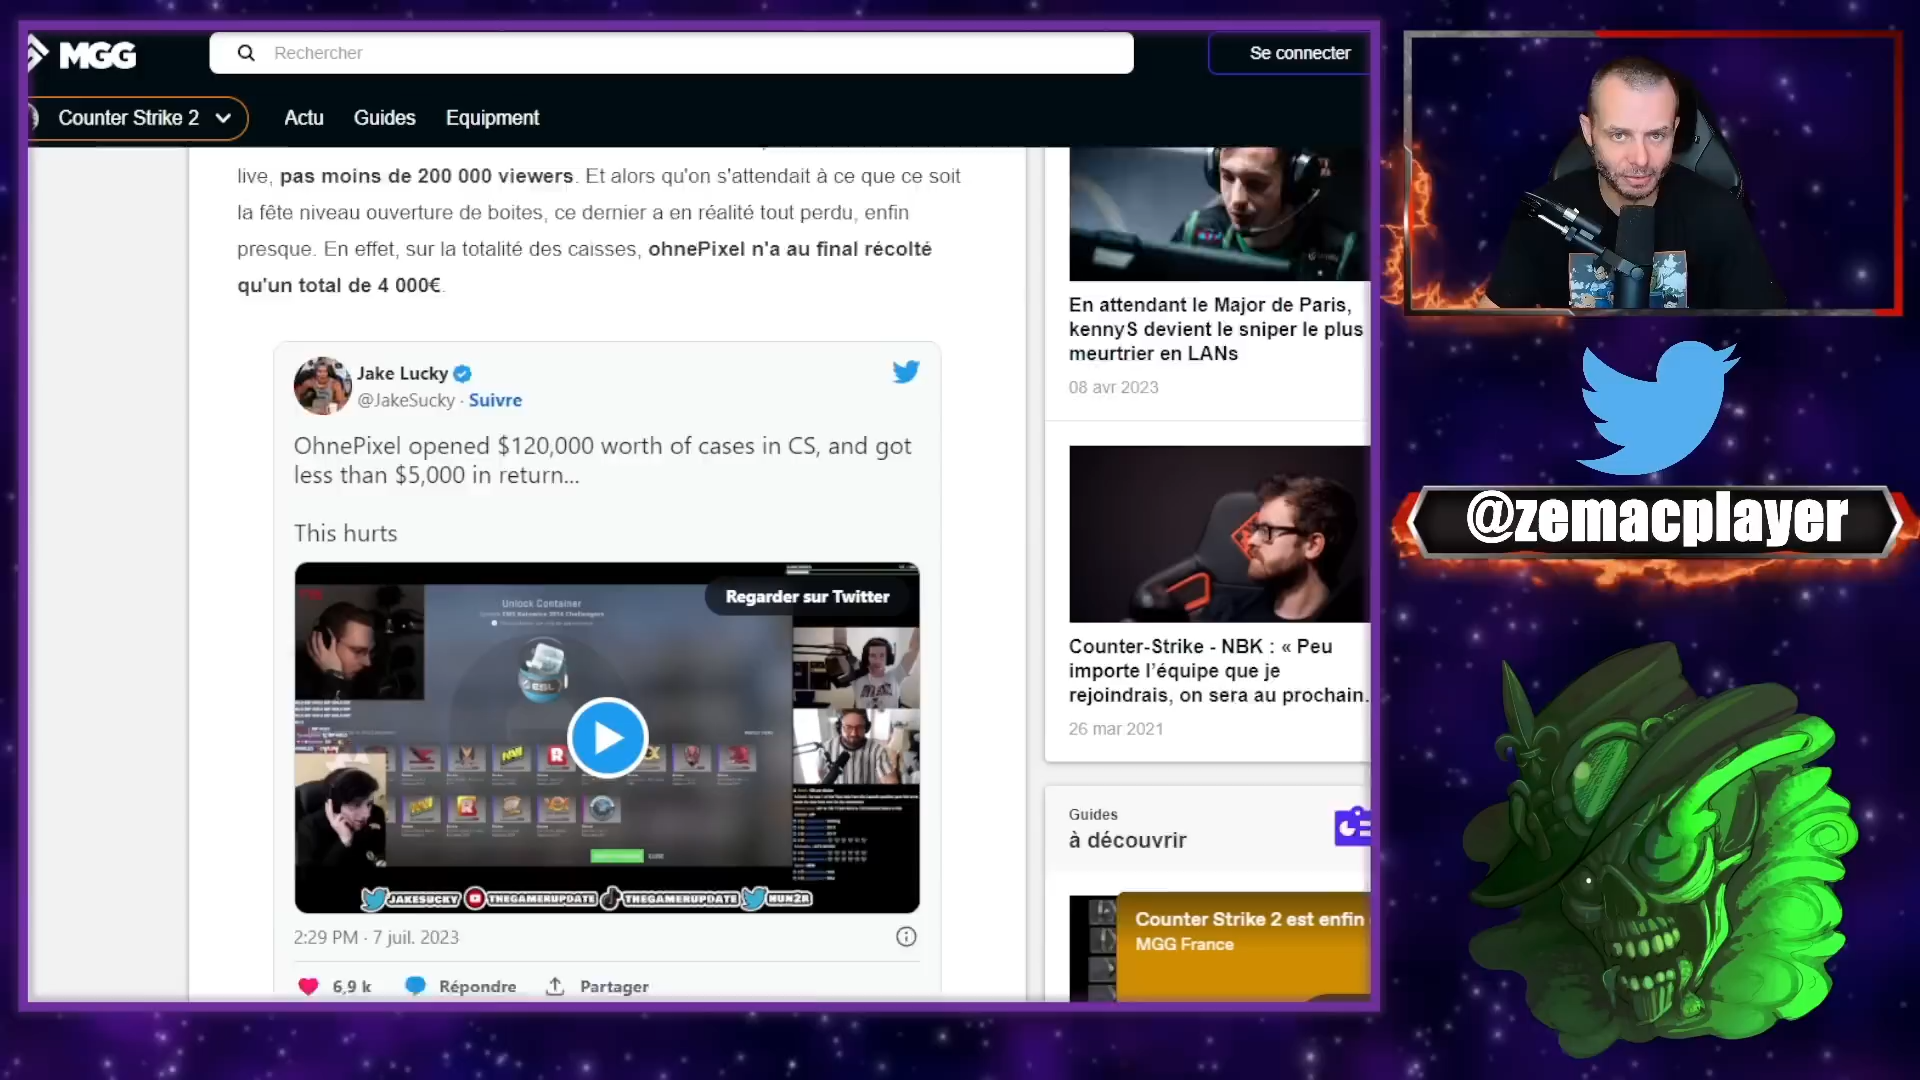 MGG
Rechercher
Se connecter
Counter Strike 2
Actu
Guides
Equipment
live, pas moins de 200 000 viewers. Et alors qu'on s'attendait à ce que ce soit
la fête niveau ouverture de boites, ce dernier a en réalité tout perdu, enfin
presque. En effet, sur la totalité des caisses, ohnePixel n'a au final récolté
qu'un total de 4 000€.
Jake Lucky
@JakeSucky · Suivre
OhnePixel opened $120,000 worth of cases in CS, and got
less than $5,000 in return...
This hurts
Regarder sur Twitter
Unlock Container
ESL
JAKESUCKY
THEGAMERUPDATE
THEGAMERUPDATE
HUN2R
2:29 PM · 7 juil. 2023
6,9 k
Répondre
Partager
En attendant le Major de Paris,
kennyS devient le sniper le plus
meurtrier en LANs
08 avr 2023
Counter-Strike - NBK : « Peu
importe l'équipe que je
rejoindrais, on sera au prochain.
26 mar 2021
Guides
à découvrir
Counter Strike 2 est enfin
MGG France
@zemacplayer